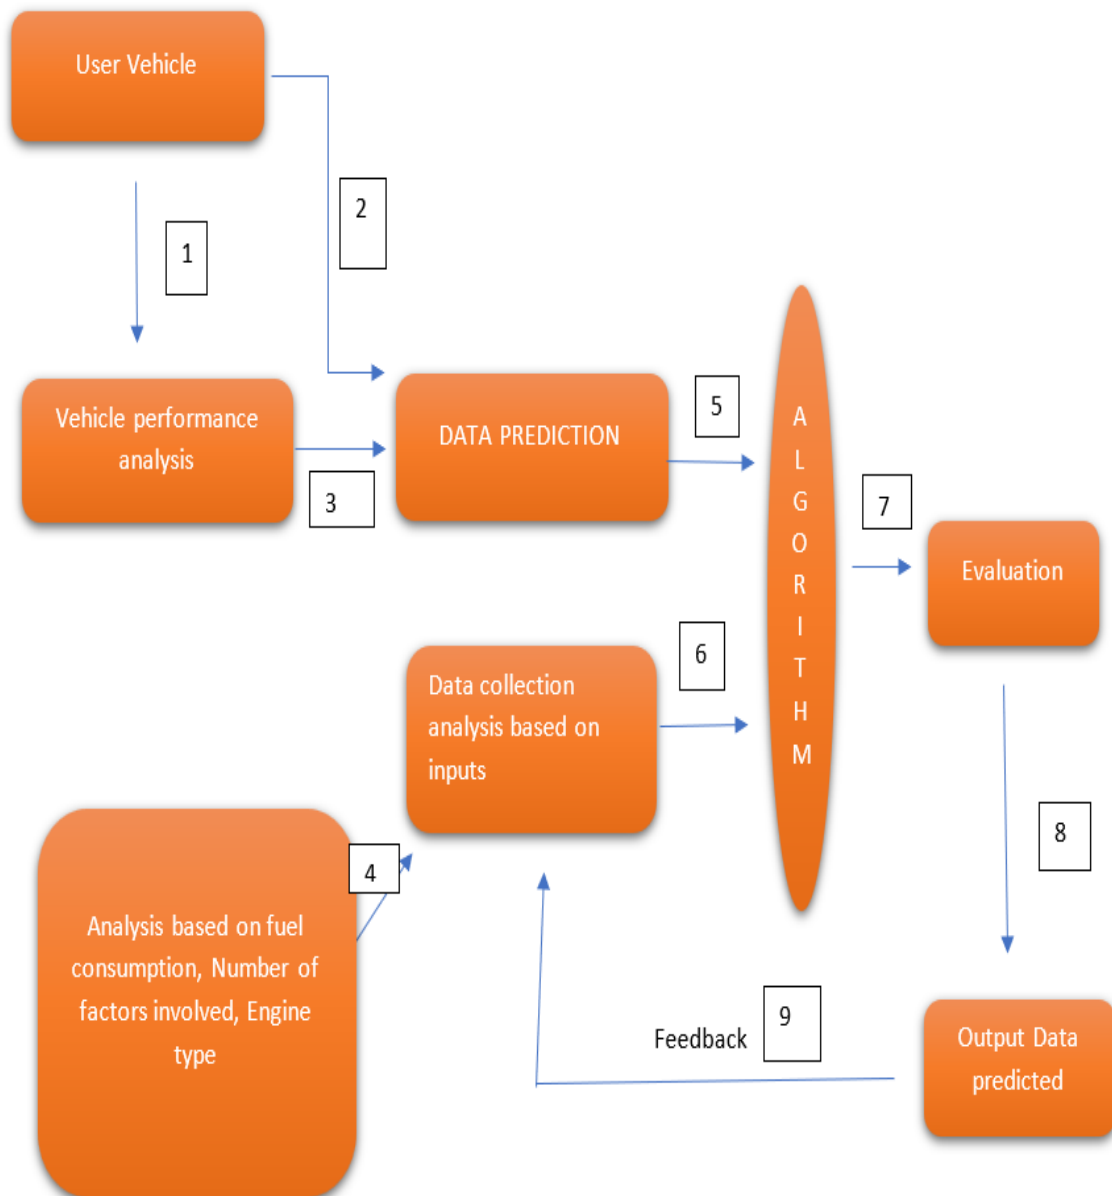 User Vehicle
2
1
Vehicle performance
analysis
3
DATA PREDICTION
5
A
L
G
O
R
I
T
H
M
7
Evaluation
Data collection
analysis based on
inputs
6
4
Analysis based on fuel
consumption, Number of
factors involved, Engine
type
8
Feedback
9
Output Data
predicted